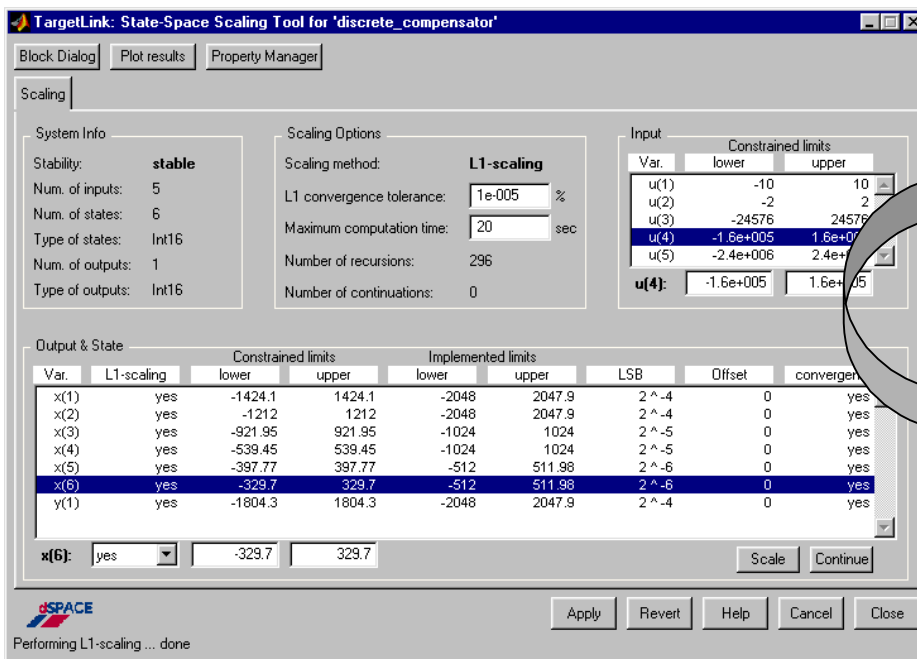 TargetLink: State-Space Scaling Tool for 'discrete_compensator'
Block Dialog Plot results Property Manager
Scaling
System Info
Stability: stable
Num. of inputs: 5
Num. of states: 6
Type of states: Int16
Num. of outputs: 1
Type of outputs: Int16
Scaling Options
Scaling method: L1-scaling
L1 convergence tolerance: 1e-005 %
Maximum computation time: 20 sec
Number of recursions: 296
Number of continuations: 0
Input
Constrained limits
Var. lower upper
u(1) -10 10
u(2) -2 2
u(3) -24576 24576
u(4) -1.6e+005
u(5) -2.4e+006
u(4): -1.6e+005
Output & State
Constrained limits Implemented limits
Var. L1-scaling lower upper lower upper LSB Offset
x(1) yes -1424.1 1424.1 -2048 2047.9 2^-4 0 yes
x(2) yes -1212 1212 -2048 2047.9 2^-4 0 yes
x(3) yes -921.95 921.95 -1024 1024 2^-5 0 yes
x(4) yes -539.45 539.45 -1024 1024 2^-5 0 yes
x(5) yes -397.77 397.77 -512 511.98 2^-6 0 yes
x(6) yes -329.7 329.7 -512 511.98 2^-6 0 yes
y(1) yes -1804.3 1804.3 -2048 2047.9 2^-4 0 yes
x(6): yes -329.7 329.7
Scale Continue
dSPACE
Apply Revert Help Cancel Close
Performing L1-scaling ... done